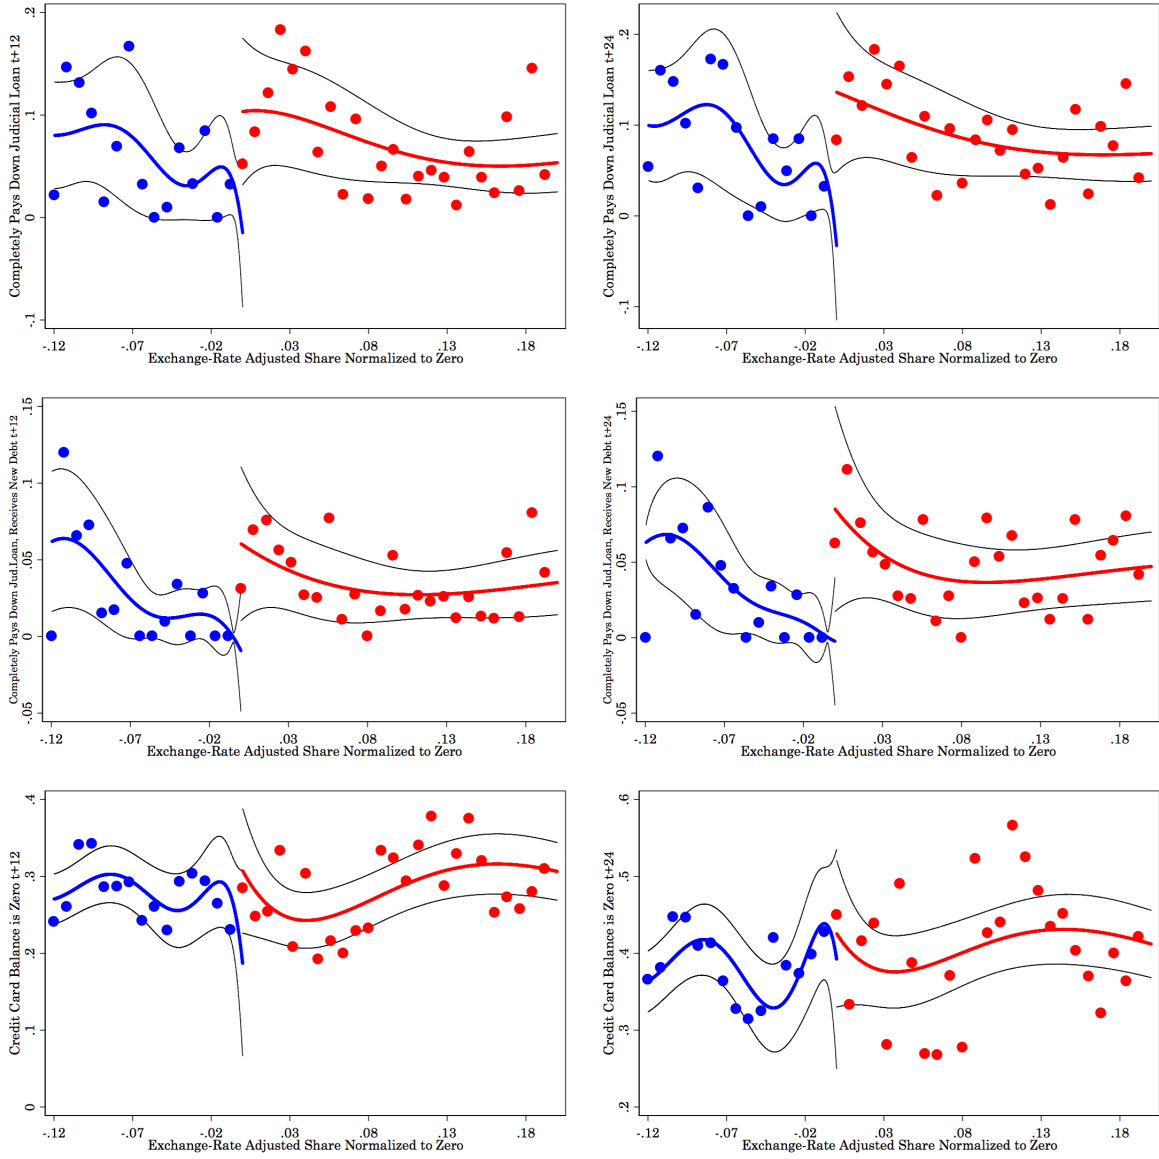 Completely Pays Down Judicial Loan t+12
.2
.1
0
-.1
-.12 -.07 -.02 .03 .08 .18
Exchange-Rate Adjusted Share Normalized to Zero
Completely Pays Down Judicial Loan t+24
.2
.1
0
-.1
-.12 -.07 -.02 .03 .08 .18
Exchange-Rate Adjusted Share Normalized to Zero
Completely Pays Down Jud.Loan, Receives New Debt t+12
.15
.1
.05
0
-.05
-.12 -.07 -.02 .03 .08 .18
Exchange-Rate Adjusted Share Normalized to Zero
Completely Pays Down Jud.Loan, Receives New Debt t+24
.15
.1
.05
0
-.05
-.12 -.07 -.02 .03 .08 .18
Exchange-Rate Adjusted Share Normalized to Zero
Credit Card Balance is Zero t+12
.4
.3
.2
.1
0
-.12 -.07 -.02 .03 .08 .18
Exchange-Rate Adjusted Share Normalized to Zero
Credit Card Balance is Zero t+24
.6
.5
.4
.3
.2
-.12 -.07 -.02 .03 .08 .18
Exchange-Rate Adjusted Share Normalized to Zero